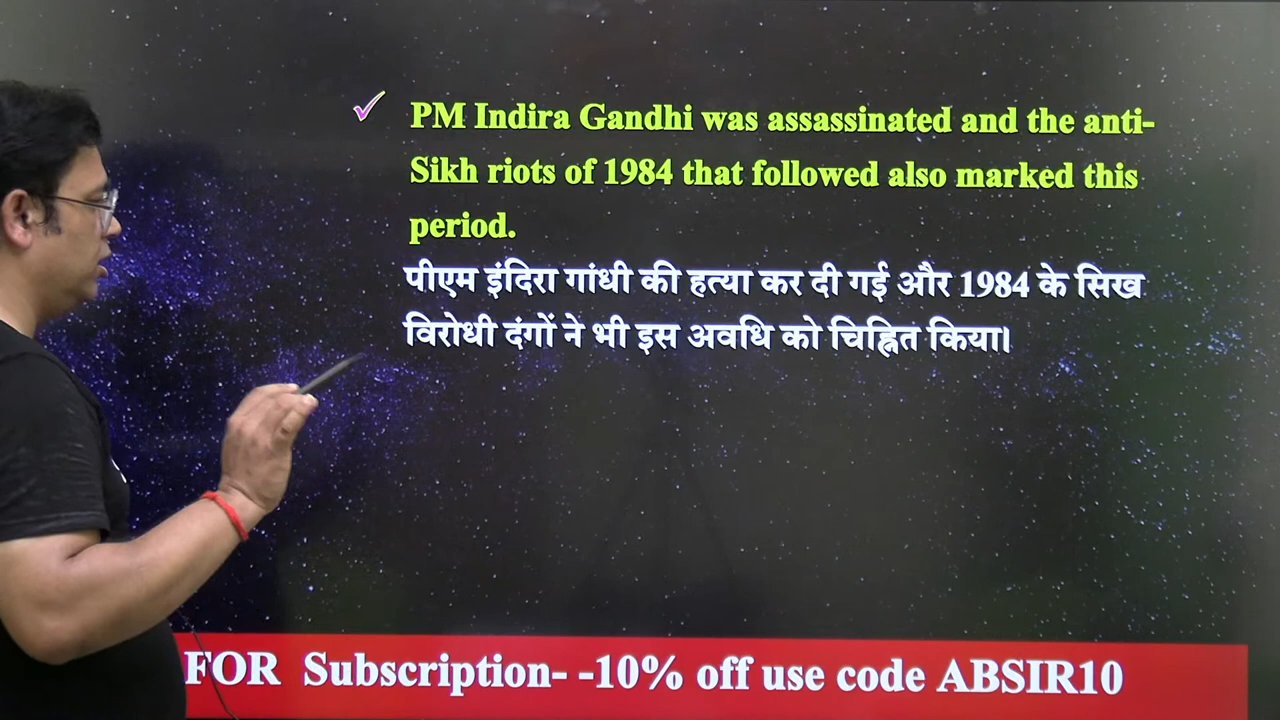 PM Indira Gandhi was assassinated and the anti-
Sikh riots of 1984 that followed also marked this
period.
पीएम इंदिरा गांधी की हत्या कर दी गई और 1984 के सिख
विरोधी दंगों ने भी इस अवधि को चिह्नित किया।
FOR Subscription- -10% off use code ABSIR10